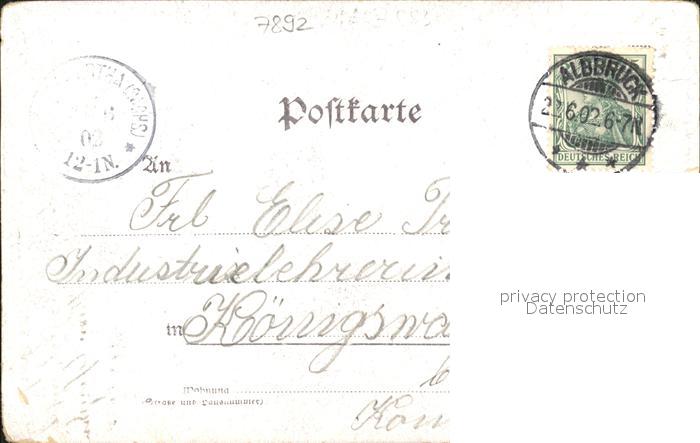 7892
ALBBRUCK
6.02.6-7N
DEUTSCHES REICH
02
12-1N.
Postkarte
An
Frl Elise
Industrielehrerin
in Königswa
Wohnung
(Straße und Hausnummer)
privacy protection
Datenschutz